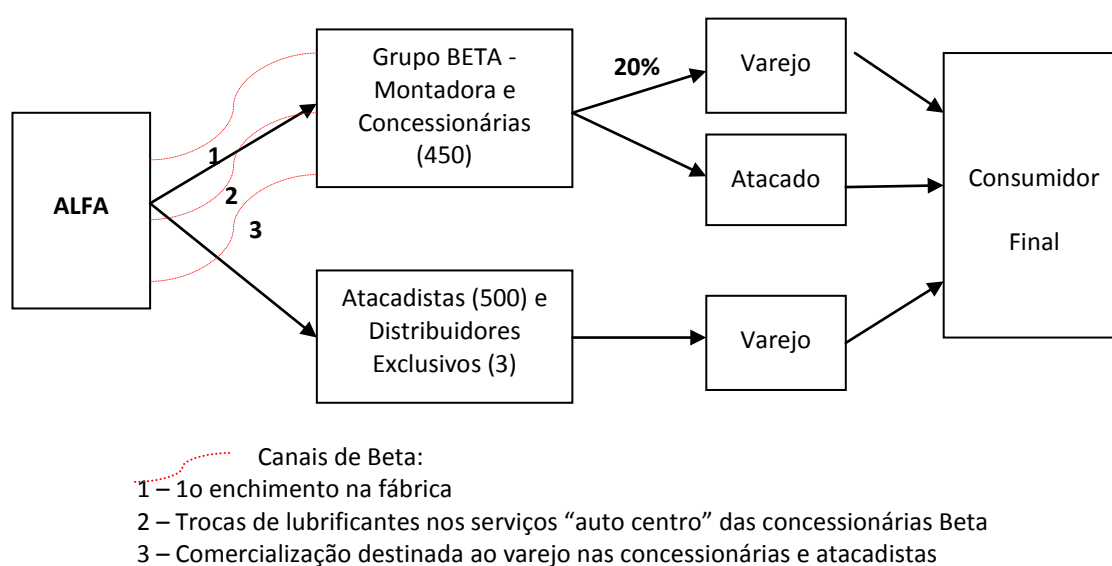 ALFA
1
2
3
Grupo BETA -
Montadora e
Concessionárias
(450)
Atacadistas (500) e
Distribuidores
Exclusivos (3)
20%
Varejo
Atacado
Varejo
Consumidor
Final
Canais de Beta:
1 – 1o enchimento na fábrica
2 – Trocas de lubrificantes nos serviços “auto centro” das concessionárias Beta
3 – Comercialização destinada ao varejo nas concessionárias e atacadistas